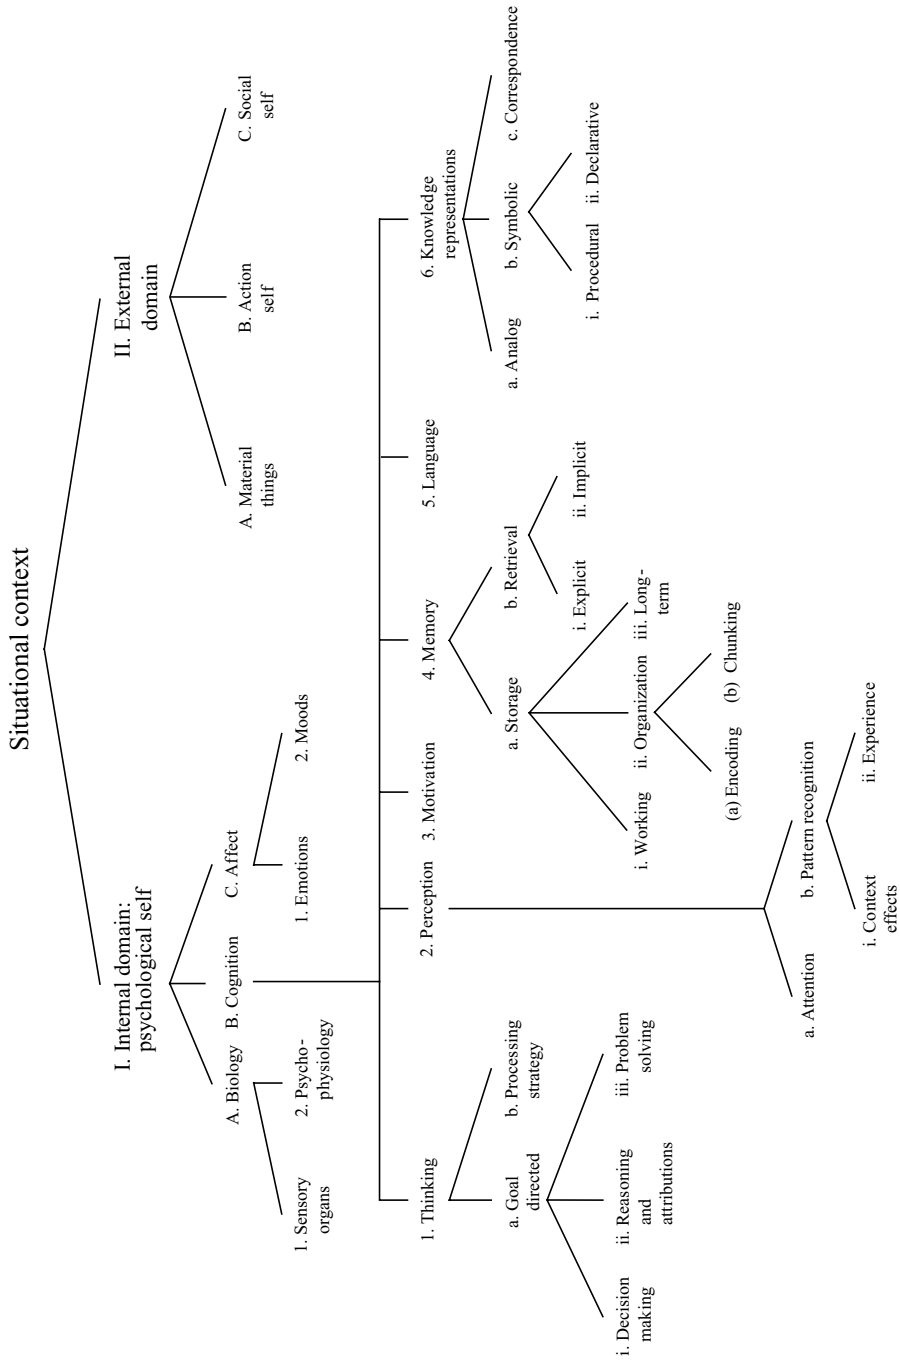 Situational context
I. Internal domain:
psychological self
II. External
domain
A. Biology
B. Cognition
C. Affect
A. Material
things
B. Action
self
C. Social
self
1. Sensory
organs
2. Psycho-
physiology
1. Emotions
2. Moods
1. Thinking
2. Perception
3. Motivation
4. Memory
5. Language
6. Knowledge
representations
a. Goal
directed
b. Processing
strategy
a. Storage
b. Retrieval
a. Analog
b. Symbolic
c. Correspondence
i. Explicit
ii. Implicit
i. Procedural
ii. Declarative
i. Decision
making
ii. Reasoning
and
attributions
iii. Problem
solving
i. Working
ii. Organization
iii. Long-
term
(a) Encoding
(b) Chunking
a. Attention
b. Pattern recognition
i. Context
effects
ii. Experience